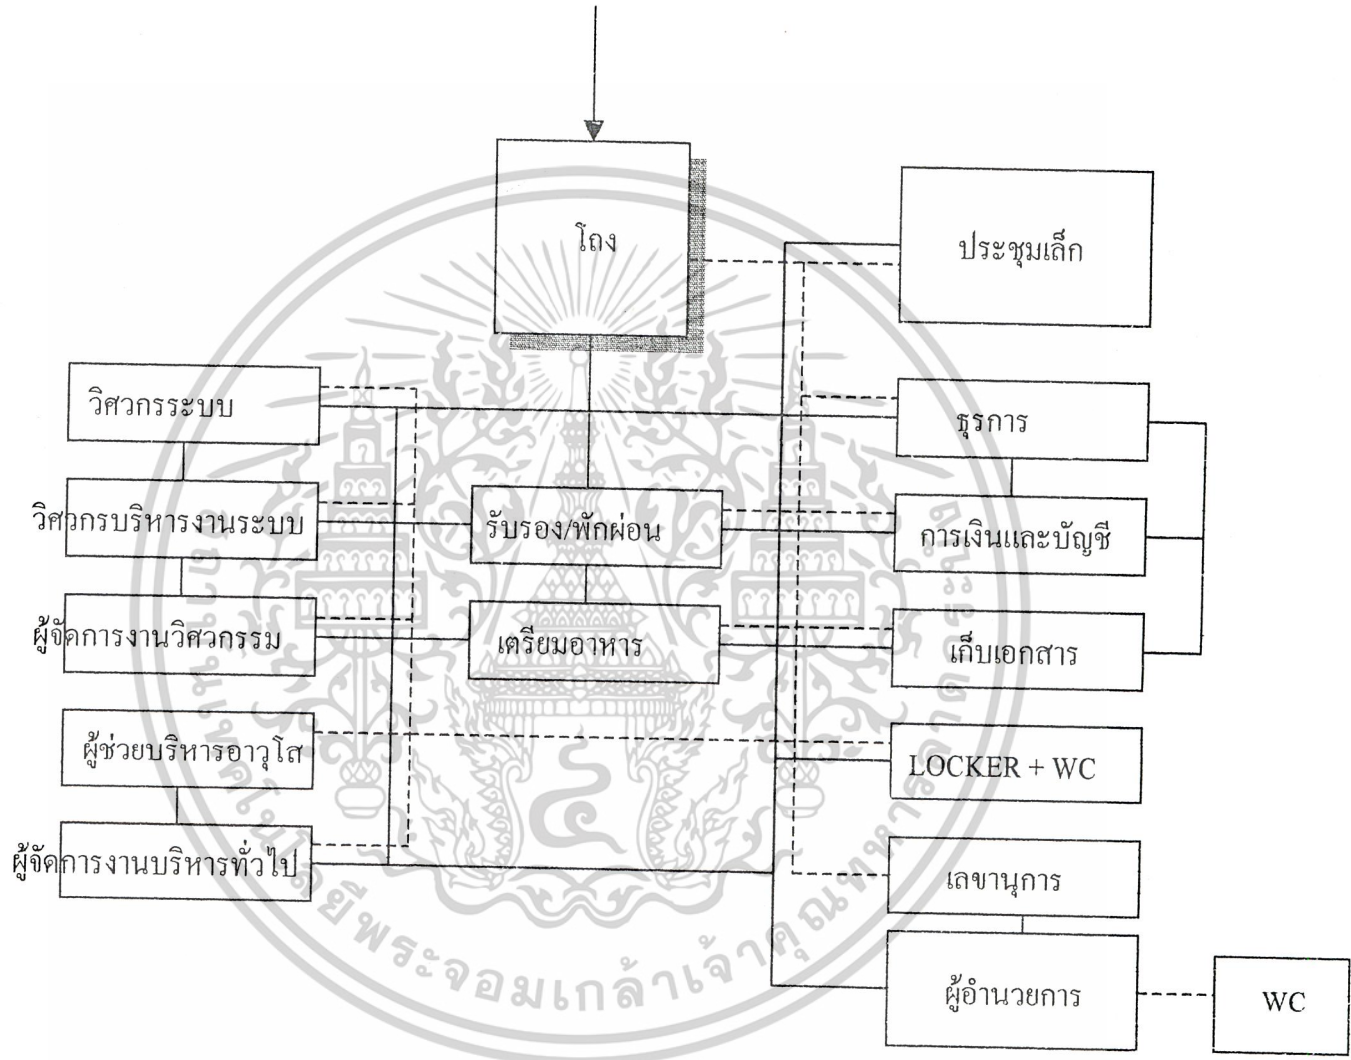 โถง
ประชุมเล็ก
วิศวกรระบบ
ธุรการ
วิศวกรบริหารงานระบบ
รับรอง/พักผ่อน
การเงินและบัญชี
ผู้จัดการงานวิศวกรรม
เตรียมอาหาร
เก็บเอกสาร
ผู้ช่วยบริหารอาวุโส
LOCKER + WC
ผู้จัดการงานบริหารทั่วไป
เลขานุการ
ผู้อำนวยการ
WC